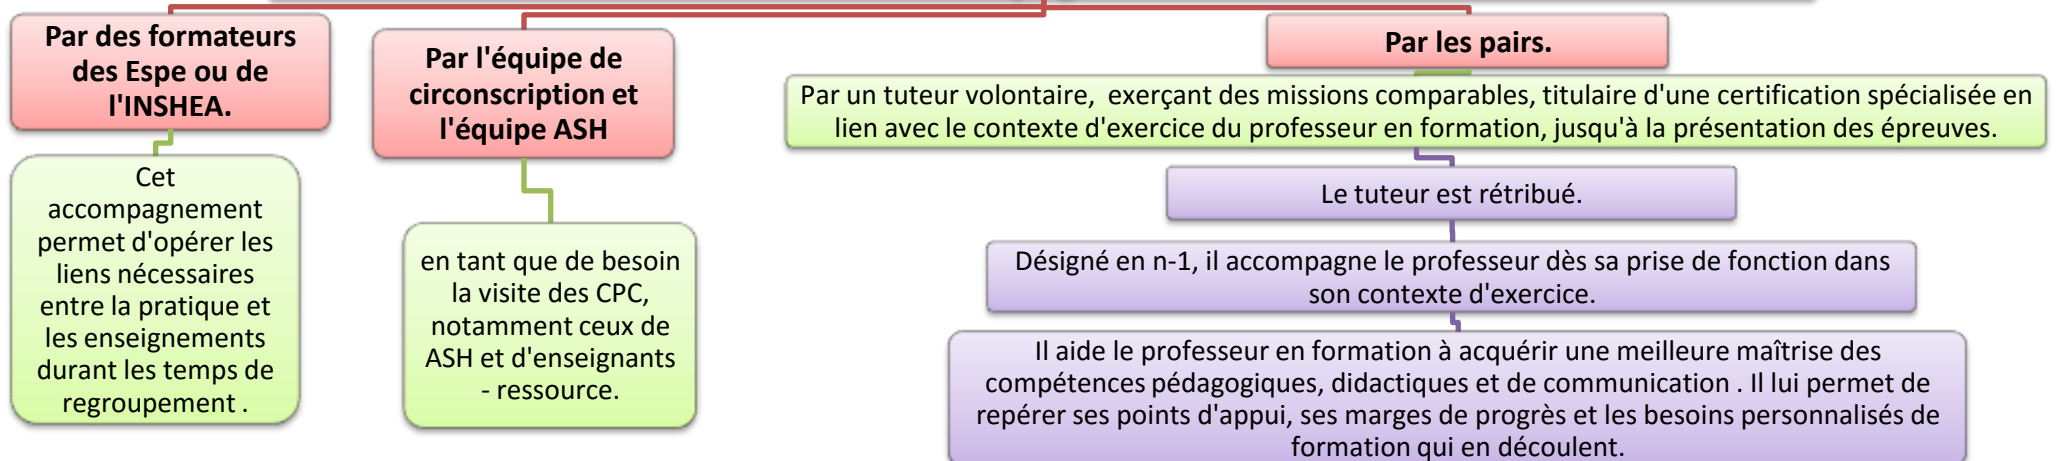 Par des formateurs
des Espe ou de
l'INSHEA.
Cet
accompagnement
permet d'opérer les
liens nécessaires
entre la pratique et
les enseignements
durant les temps de
regroupement .
Par l'équipe de
circonscription et
l'équipe ASH
en tant que de besoin
la visite des CPC,
notamment ceux de
ASH et d'enseignants
- ressource.
Par les pairs.
Par un tuteur volontaire, exerçant des missions comparables, titulaire d'une certification spécialisée en
lien avec le contexte d'exercice du professeur en formation, jusqu'à la présentation des épreuves.
Le tuteur est rétribué.
Désigné en n-1, il accompagne le professeur dès sa prise de fonction dans
son contexte d'exercice.
Il aide le professeur en formation à acquérir une meilleure maîtrise des
compétences pédagogiques, didactiques et de communication . Il lui permet de
repérer ses points d'appui, ses marges de progrès et les besoins personnalisés de
formation qui en découlent.